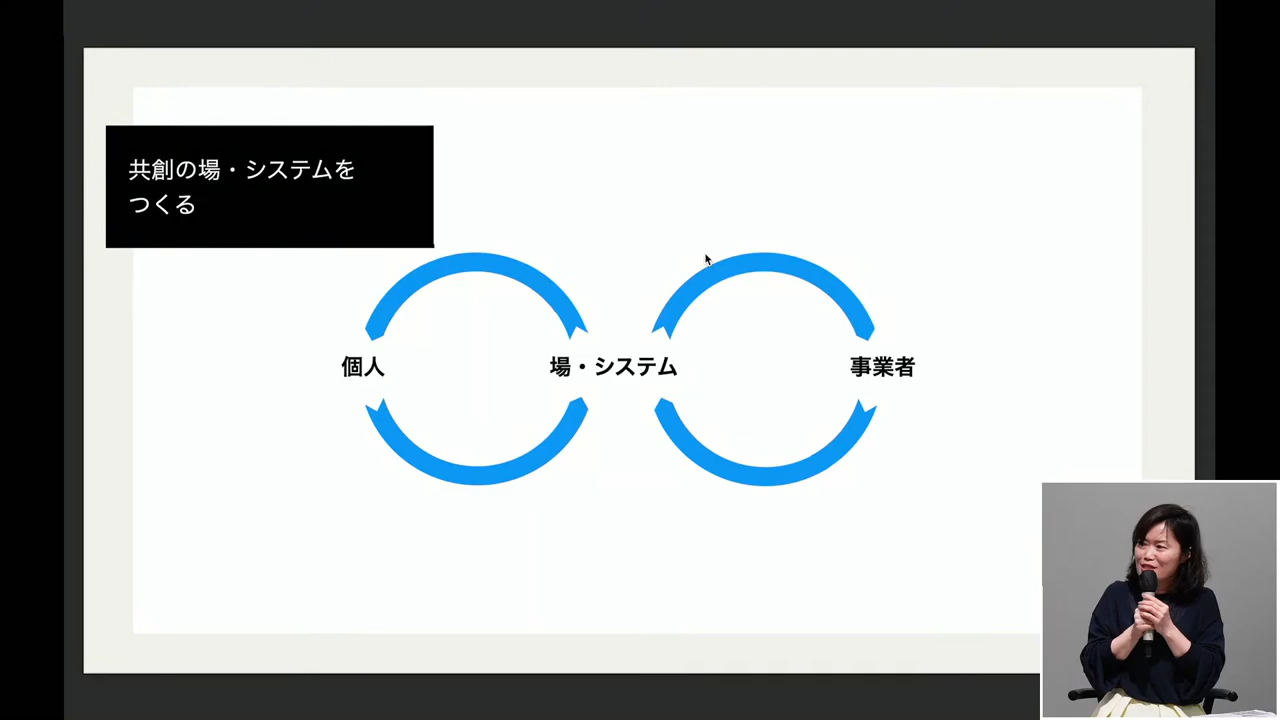 共創の場・システムを
つくる
個人
場・システム
事業者